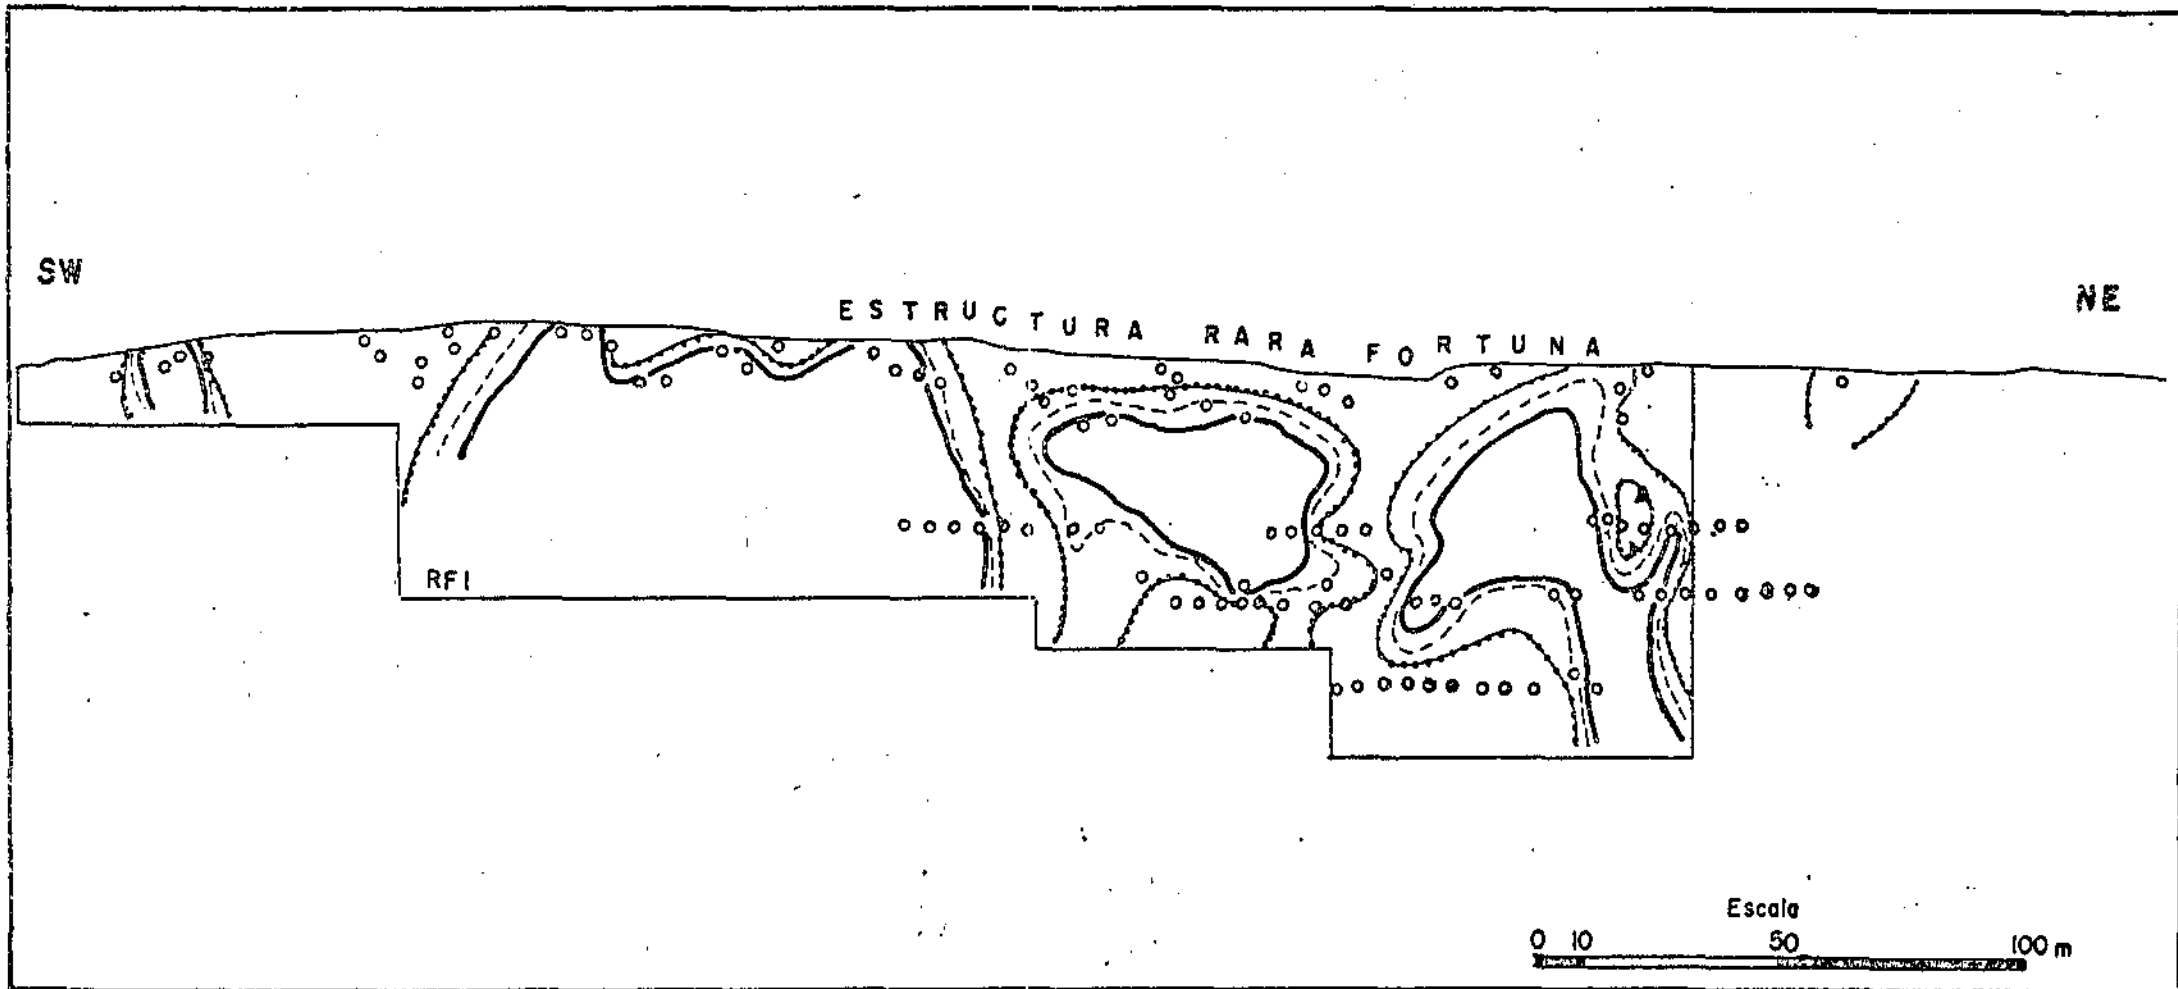 SW
NE
ESTRUCTURA RARA FORTUNA
RF1
Escala
0 10 50 100 m